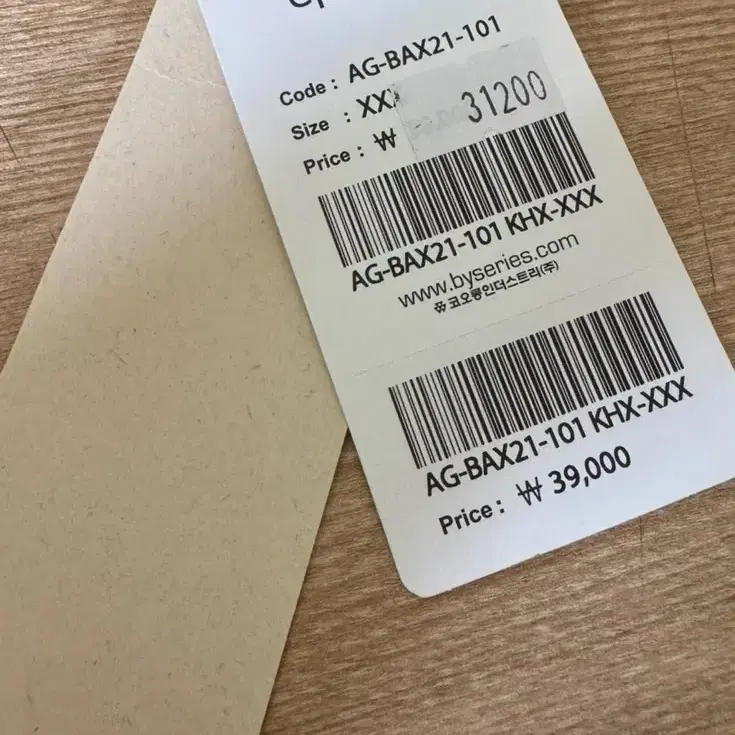 Code : AG-BAX21-101
Size : XXX
Price : ₩ 31200
AG-BAX21-101 KHX-XXX
www.byseries.com
코오롱인더스트리(주)
AG-BAX21-101 KHX-XXX
Price : ₩ 39,000